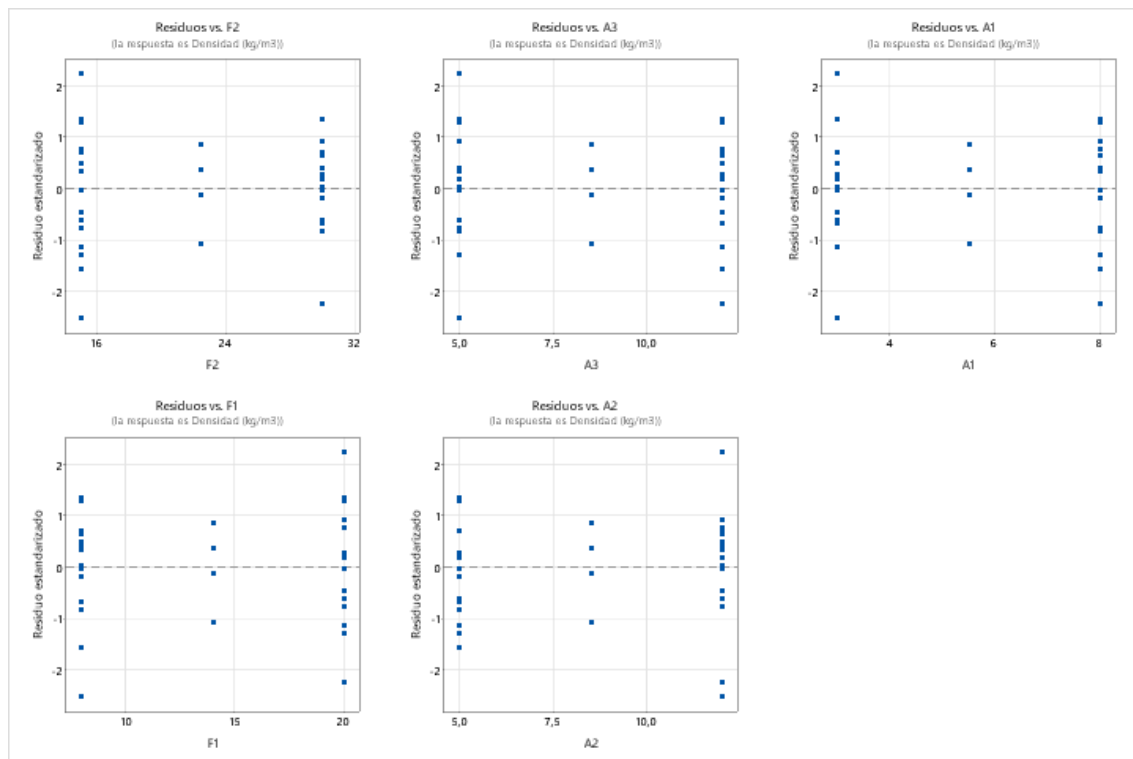 Residuos vs. F2
(la respuesta es Densidad (kg/m3))
Residuo estandarizado
2
1
0
-1
-2
16
24
32
F2
Residuos vs. A3
(la respuesta es Densidad (kg/m3))
Residuo estandarizado
2
1
0
-1
-2
5,0
7,5
10,0
A3
Residuos vs. A1
(la respuesta es Densidad (kg/m3))
Residuo estandarizado
2
1
0
-1
-2
4
6
8
A1
Residuos vs. F1
(la respuesta es Densidad (kg/m3))
Residuo estandarizado
2
1
0
-1
-2
10
15
20
F1
Residuos vs. A2
(la respuesta es Densidad (kg/m3))
Residuo estandarizado
2
1
0
-1
-2
5,0
7,5
10,0
A2